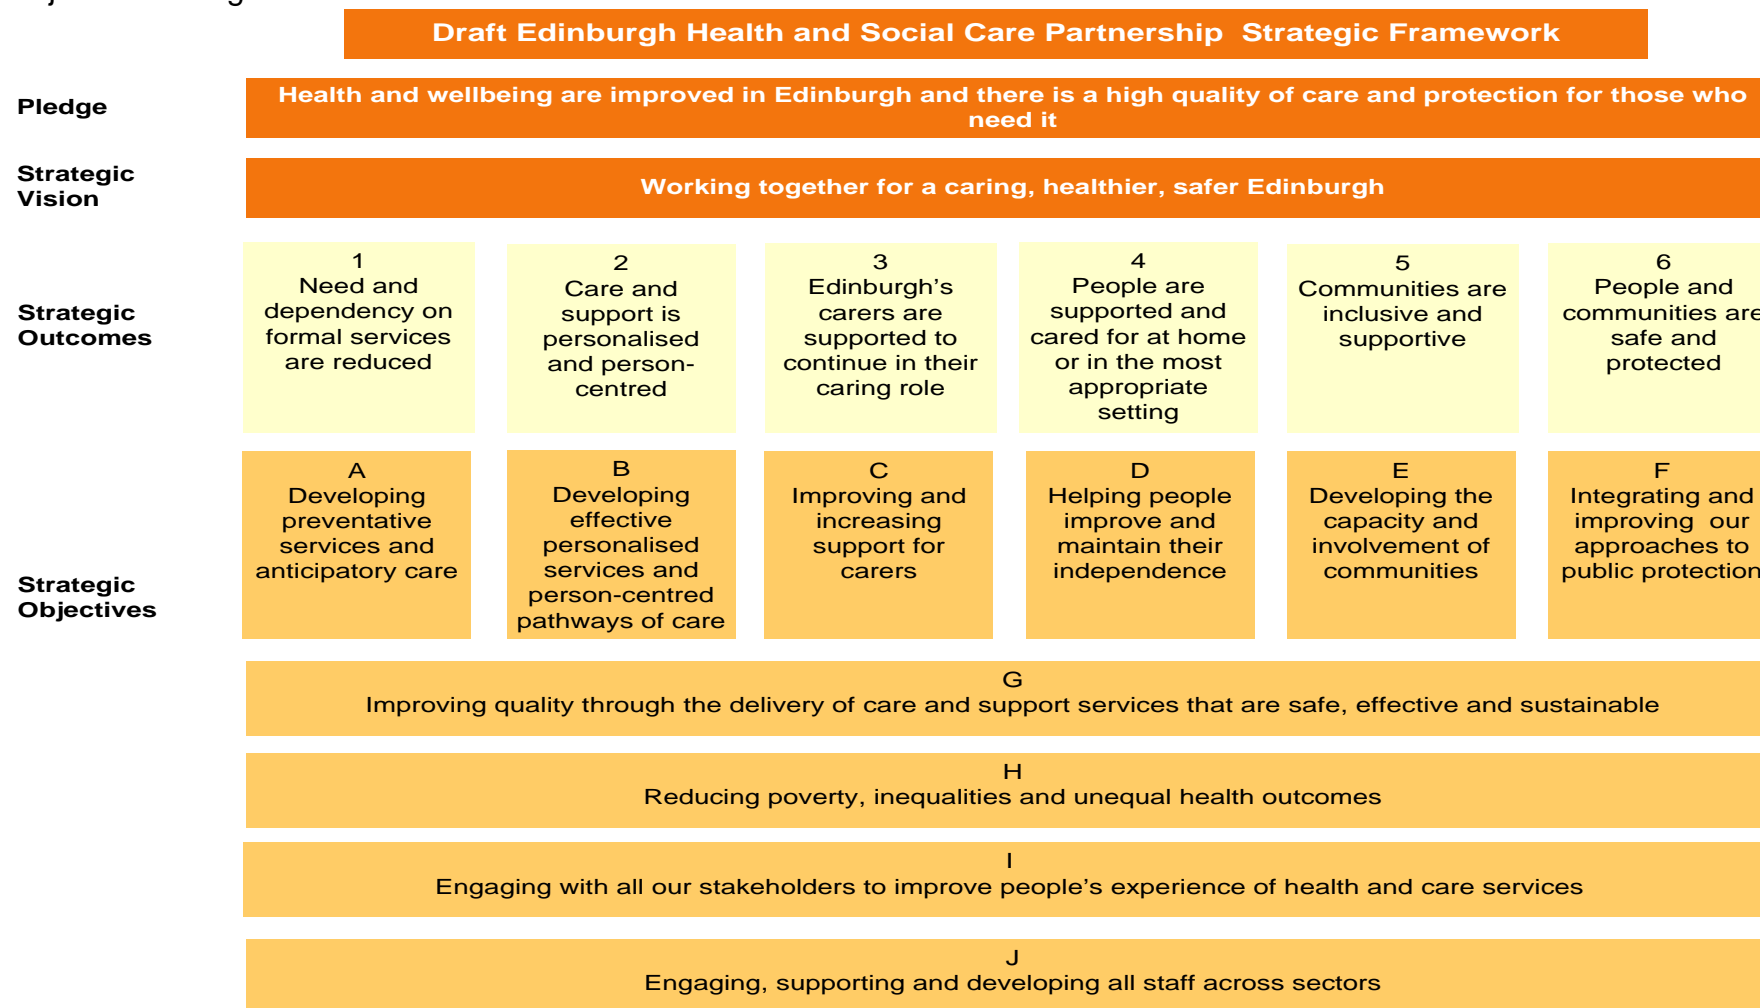 Draft Edinburgh Health and Social Care Partnership Strategic Framework
Pledge
Health and wellbeing are improved in Edinburgh and there is a high quality of care and protection for those who
need it
Strategic
Vision
Working together for a caring, healthier, safer Edinburgh
Strategic
Outcomes
1
Need and
dependency on
formal services
are reduced
2
Care and
support is
personalised
and person-
centred
3
Edinburgh’s
carers are
supported to
continue in their
caring role
4
People are
supported and
cared for at home
or in the most
appropriate
setting
5
Communities are
inclusive and
supportive
6
People and
communities are
safe and
protected
Strategic
Objectives
A
Developing
preventative
services and
anticipatory care
B
Developing
effective
personalised
services and
person-centred
pathways of care
C
Improving and
increasing
support for
carers
D
Helping people
improve and
maintain their
independence
E
Developing the
capacity and
involvement of
communities
F
Integrating and
improving our
approaches to
public protection
G
Improving quality through the delivery of care and support services that are safe, effective and sustainable
H
Reducing poverty, inequalities and unequal health outcomes
I
Engaging with all our stakeholders to improve people’s experience of health and care services
J
Engaging, supporting and developing all staff across sectors